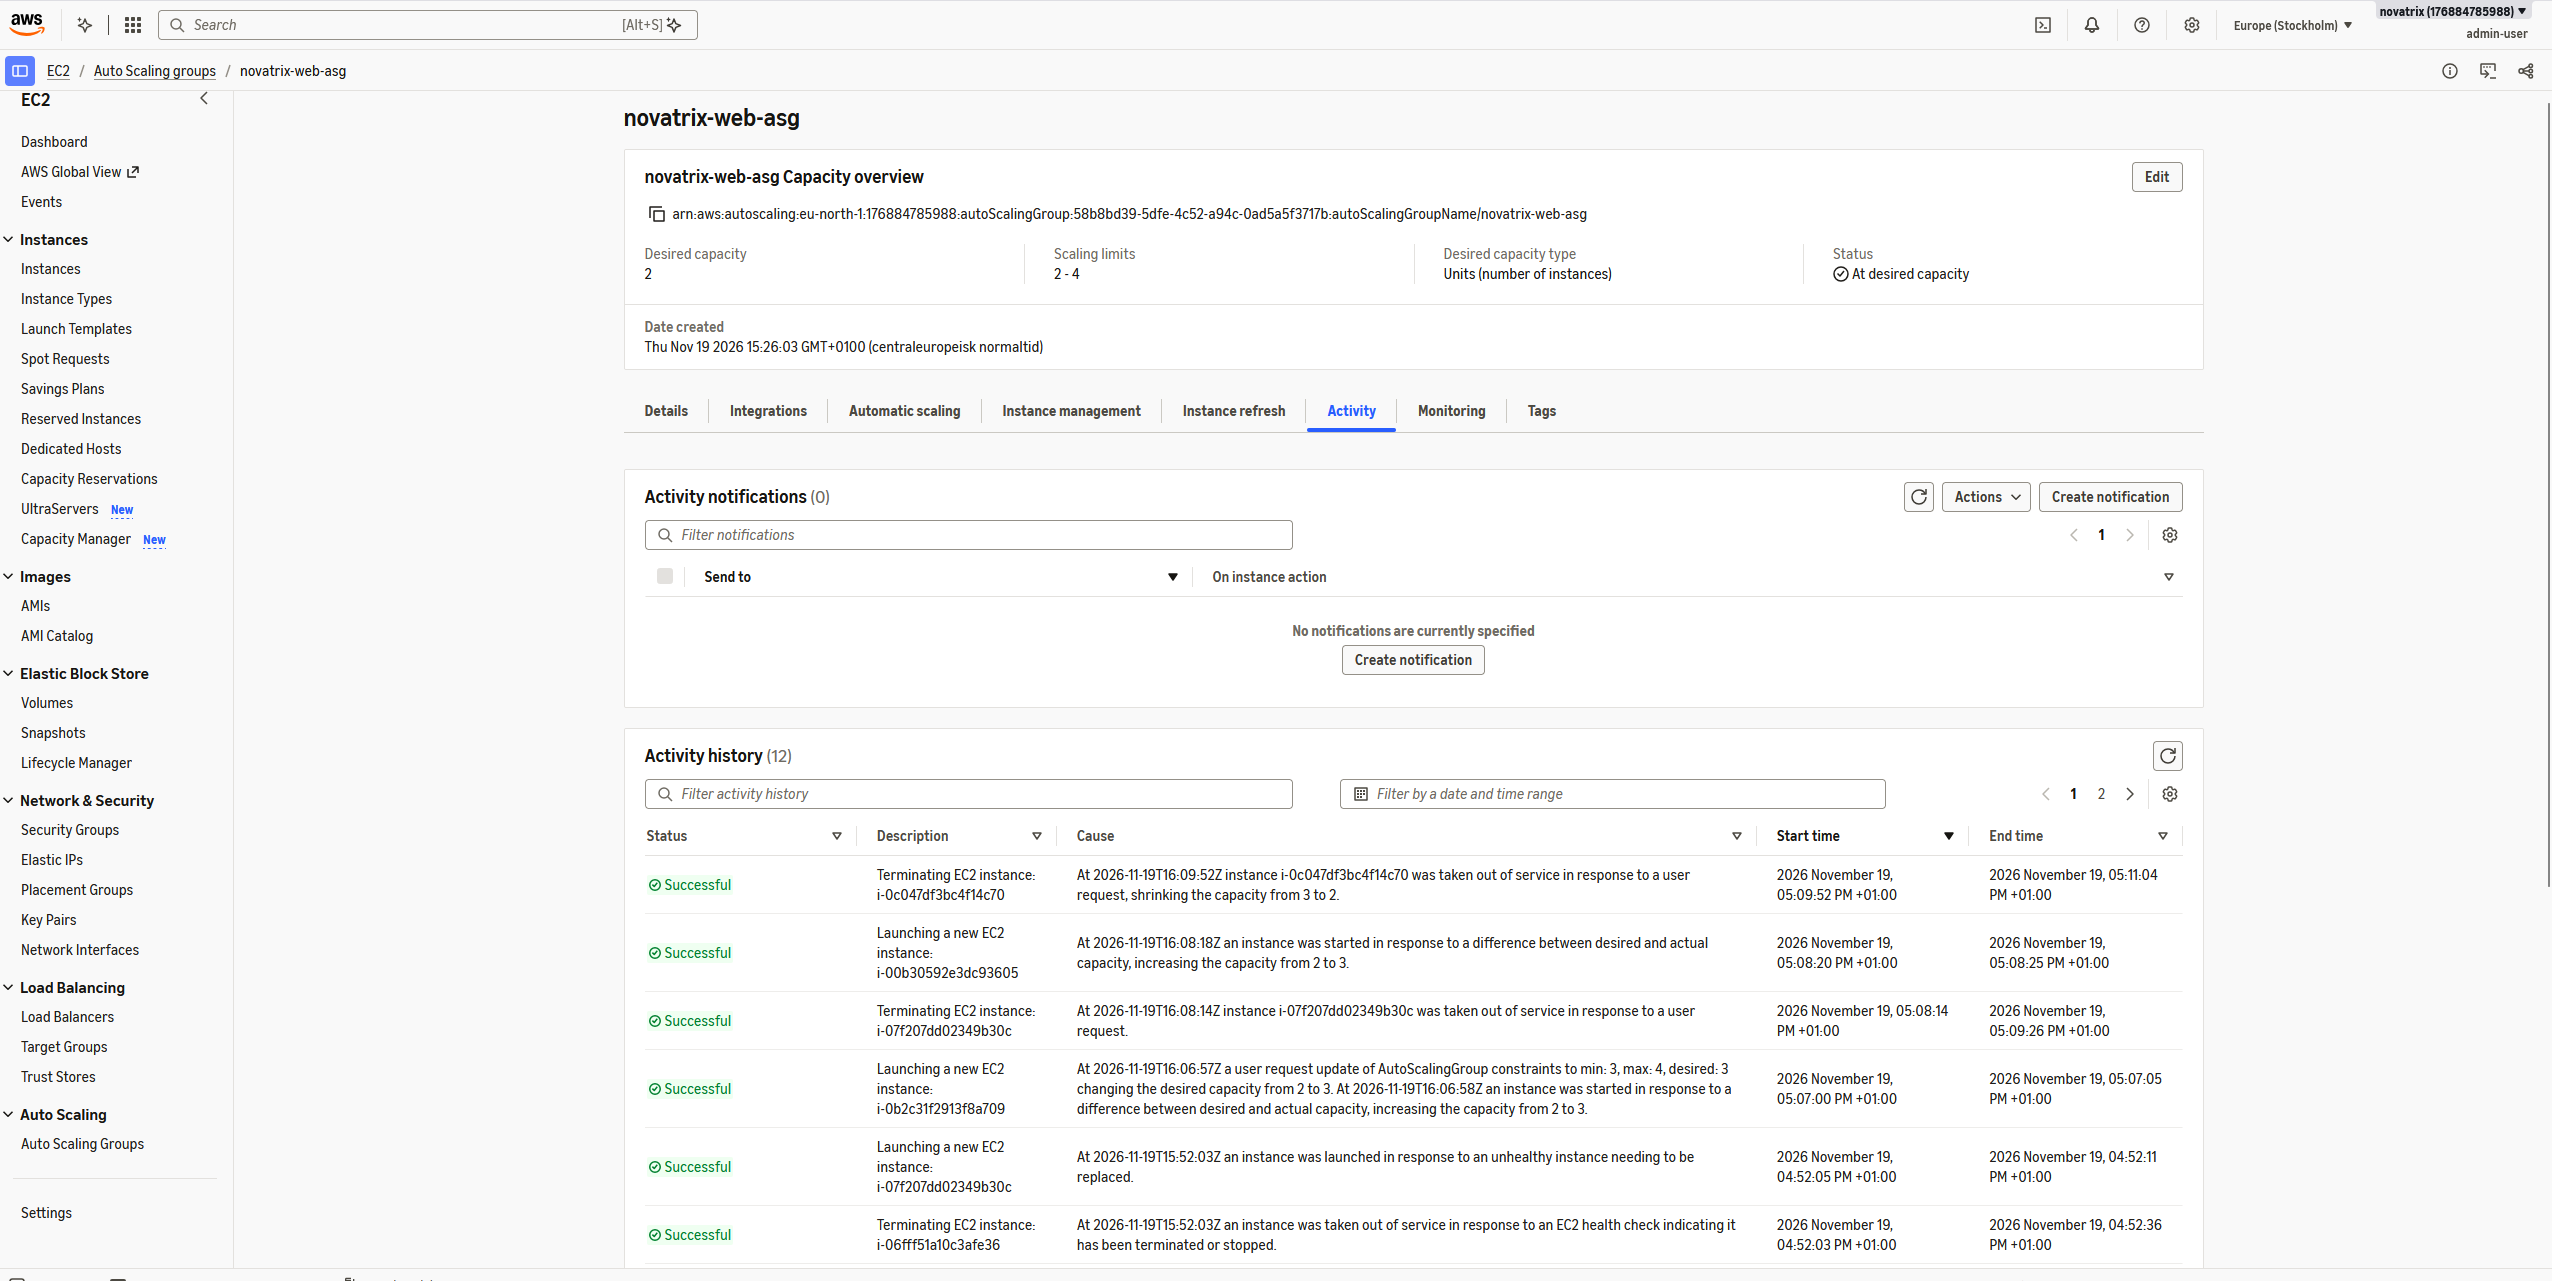 aws
Search
[Alt+S]
Europe (Stockholm)
novatrix (176884785988)
admin-user
EC2 / Auto Scaling groups / novatrix-web-asg
EC2
Dashboard
AWS Global View
Events
Instances
Instances
Instance Types
Launch Templates
Spot Requests
Savings Plans
Reserved Instances
Dedicated Hosts
Capacity Reservations
UltraServers New
Capacity Manager New
Images
AMIs
AMI Catalog
Elastic Block Store
Volumes
Snapshots
Lifecycle Manager
Network & Security
Security Groups
Elastic IPs
Placement Groups
Key Pairs
Network Interfaces
Load Balancing
Load Balancers
Target Groups
Trust Stores
Auto Scaling
Auto Scaling Groups
Settings
novatrix-web-asg
novatrix-web-asg Capacity overview
Edit
arn:aws:autoscaling:eu-north-1:176884785988:autoScalingGroup:58b8bd39-5dfe-4c52-a94c-0ad5a5f3717b:autoScalingGroupName/novatrix-web-asg
Desired capacity
2
Scaling limits
2 - 4
Desired capacity type
Units (number of instances)
Status
At desired capacity
Date created
Thu Nov 19 2026 15:26:03 GMT+0100 (centraleuropeisk normaltid)
Details
Integrations
Automatic scaling
Instance management
Instance refresh
Activity
Monitoring
Tags
Activity notifications (0)
Actions
Create notification
Filter notifications
1
Send to
On instance action
No notifications are currently specified
Create notification
Activity history (12)
Filter activity history
Filter by a date and time range
1 2
Status
Description
Cause
Start time
End time
Successful
Terminating EC2 instance:
i-0c047df3bc4f14c70
At 2026-11-19T16:09:52Z instance i-0c047df3bc4f14c70 was taken out of service in response to a user
request, shrinking the capacity from 3 to 2.
2026 November 19,
05:09:52 PM +01:00
2026 November 19, 05:11:04
PM +01:00
Successful
Launching a new EC2
instance:
i-00b30592e3dc93605
At 2026-11-19T16:08:18Z an instance was started in response to a difference between desired and actual
capacity, increasing the capacity from 2 to 3.
2026 November 19,
05:08:20 PM +01:00
2026 November 19,
05:08:25 PM +01:00
Successful
Terminating EC2 instance:
i-07f207dd02349b30c
At 2026-11-19T16:08:14Z instance i-07f207dd02349b30c was taken out of service in response to a user
request.
2026 November 19, 05:08:14
PM +01:00
2026 November 19,
05:09:26 PM +01:00
Successful
Launching a new EC2
instance:
i-0b2c31f2913f8a709
At 2026-11-19T16:06:57Z a user request update of AutoScalingGroup constraints to min: 3, max: 4, desired: 3
changing the desired capacity from 2 to 3. At 2026-11-19T16:06:58Z an instance was started in response to a
difference between desired and actual capacity, increasing the capacity from 2 to 3.
2026 November 19,
05:07:00 PM +01:00
2026 November 19, 05:07:05
PM +01:00
Successful
Launching a new EC2
instance:
i-07f207dd02349b30c
At 2026-11-19T15:52:03Z an instance was launched in response to an unhealthy instance needing to be
replaced.
2026 November 19,
04:52:05 PM +01:00
2026 November 19, 04:52:11
PM +01:00
Successful
Terminating EC2 instance:
i-06fff51a10c3afe36
At 2026-11-19T15:52:03Z an instance was taken out of service in response to an EC2 health check indicating it
has been terminated or stopped.
2026 November 19,
04:52:03 PM +01:00
2026 November 19, 04:52:36
PM +01:00